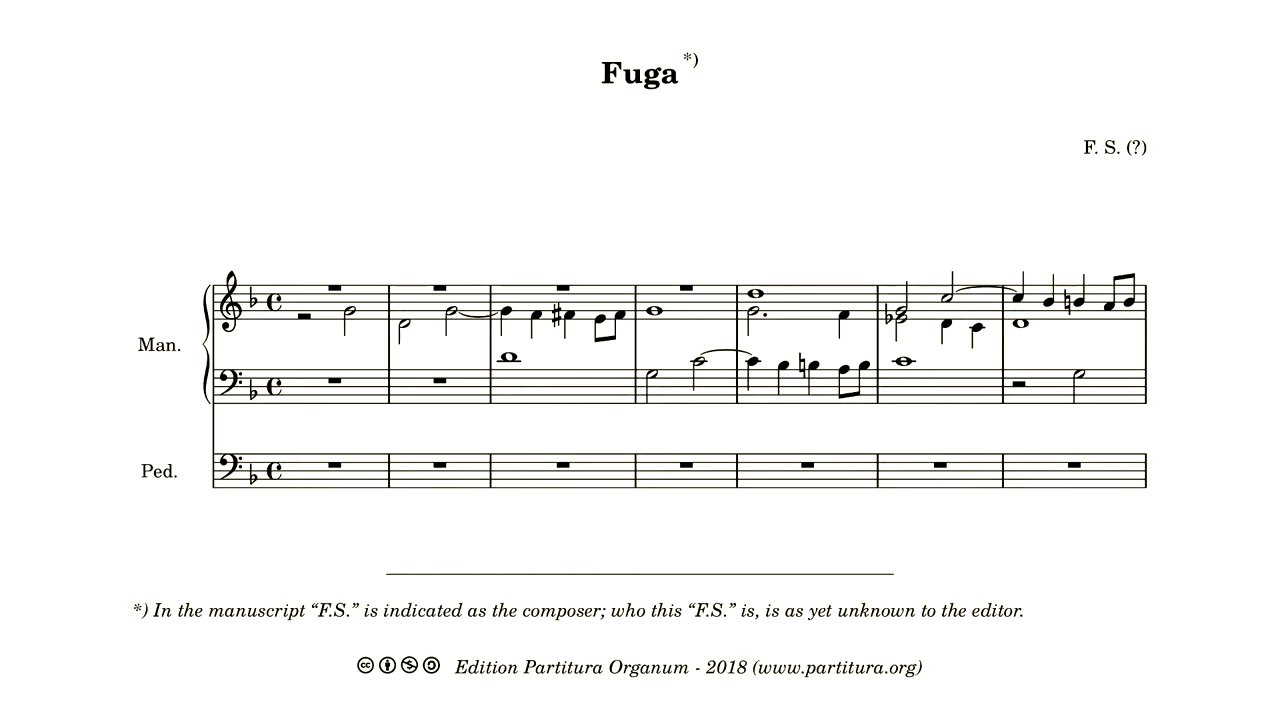 Fuga *)
F. S. (?)
Man.
Ped.
*) In the manuscript “F.S.” is indicated as the composer; who this “F.S.” is, is as yet unknown to the editor.
Edition Partitura Organum - 2018 (www.partitura.org)